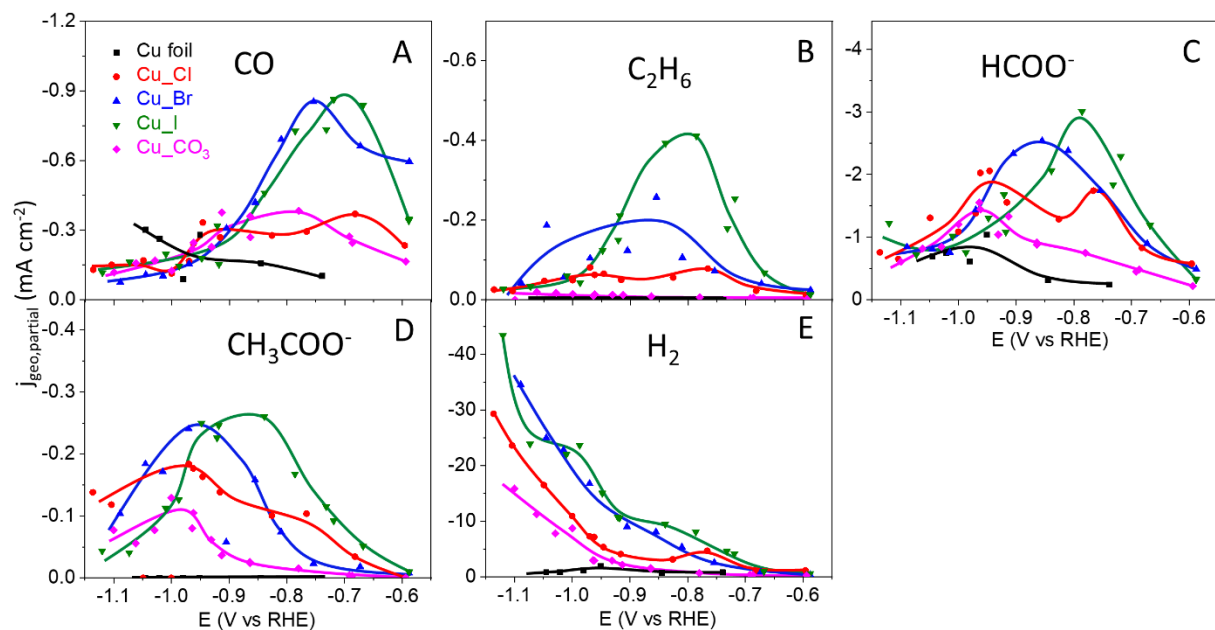 -1.2
-0.9
-0.6
-0.3
0.0
Cu foil
Cu_Cl
Cu_Br
Cu_I
Cu_CO₃
CO
A
-0.6
-0.4
-0.2
0.0
C₂H₆
B
-4
-3
-2
-1
0
HCOO⁻
C
-1.1 -1.0 -0.9 -0.8 -0.7 -0.6
E (V vs RHE)
j_geo,partial (mA cm⁻²)
-0.4
-0.3
-0.2
-0.1
0.0
CH₃COO⁻
D
-1.1 -1.0 -0.9 -0.8 -0.7 -0.6
E (V vs RHE)
-40
-30
-20
-10
0
H₂
E
-1.1 -1.0 -0.9 -0.8 -0.7 -0.6
E (V vs RHE)